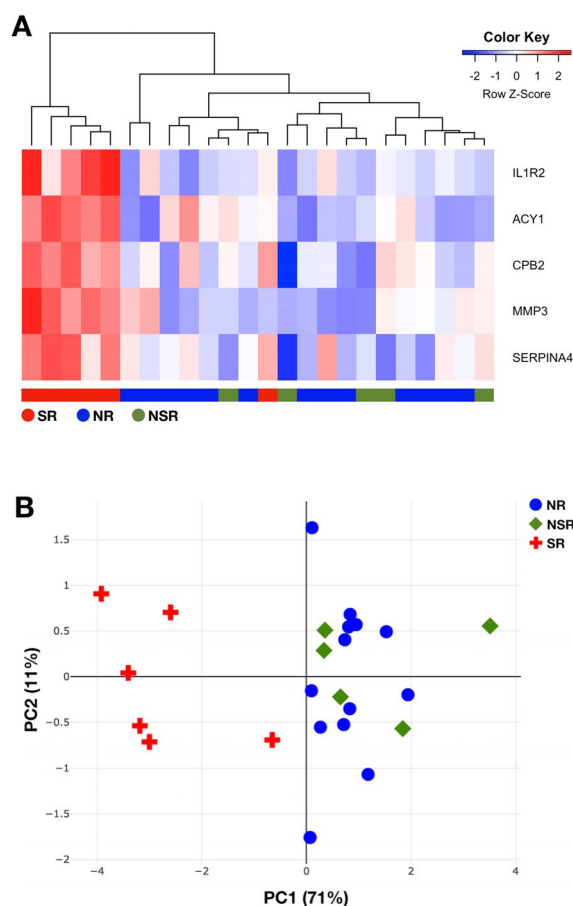 A
Color Key
−2 −1 0 1 2
Row Z-Score
IL1R2
ACY1
CPB2
MMP3
SERPINA4
SR NR NSR
B
NR
NSR
SR
1.5
1
0.5
0
−0.5
−1
−1.5
−2
−4 −2 0 2 4
PC2 (11%)
PC1 (71%)